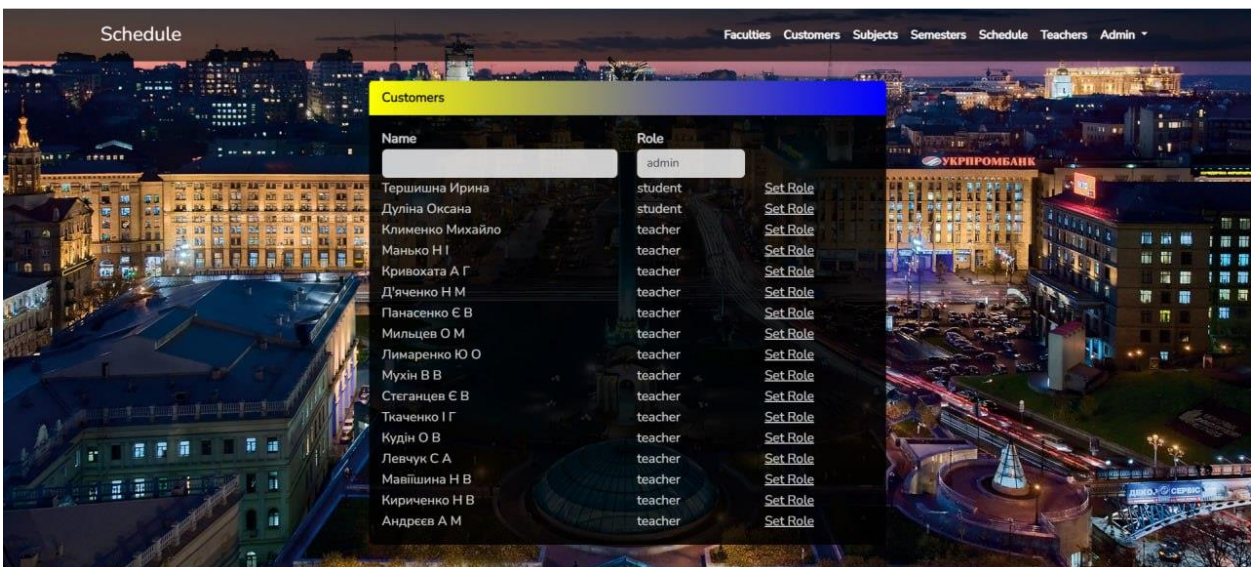 Schedule
Faculties Customers Subjects Semesters Schedule Teachers Admin
Customers
Name Role
admin
УКРПРОМБАНК
Тершишна Ирина student Set Role
Дуліна Оксана student Set Role
Клименко Михайло teacher Set Role
Манько Н І teacher Set Role
Кривохата А Г teacher Set Role
Д'яченко Н М teacher Set Role
Панасенко Є В teacher Set Role
Мильцев О М teacher Set Role
Лимаренко Ю О teacher Set Role
Мухін В В teacher Set Role
Стєганцев Є В teacher Set Role
Ткаченко І Г teacher Set Role
Кудін О В teacher Set Role
Левчук С А teacher Set Role
Мавіїшина Н В teacher Set Role
Кириченко Н В teacher Set Role
Андрєєв А М teacher Set Role